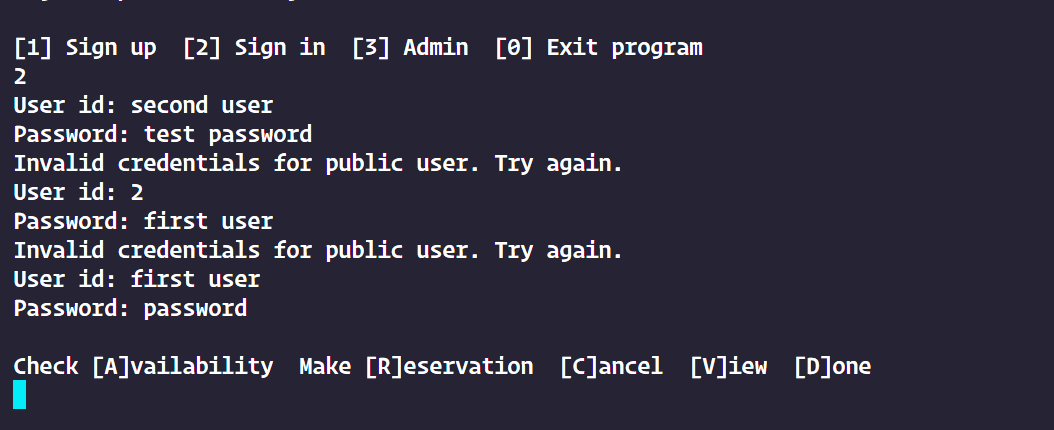 [1] Sign up  [2] Sign in  [3] Admin  [0] Exit program
2
User id: second user
Password: test password
Invalid credentials for public user. Try again.
User id: 2
Password: first user
Invalid credentials for public user. Try again.
User id: first user
Password: password
Check [A]vailability  Make [R]eservation  [C]ancel  [V]iew  [D]one